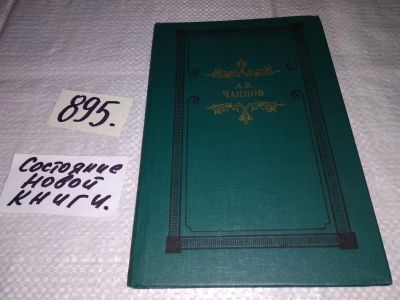 895.
Состояние
новой
книги.
А.В.
ЧАЯНОВ